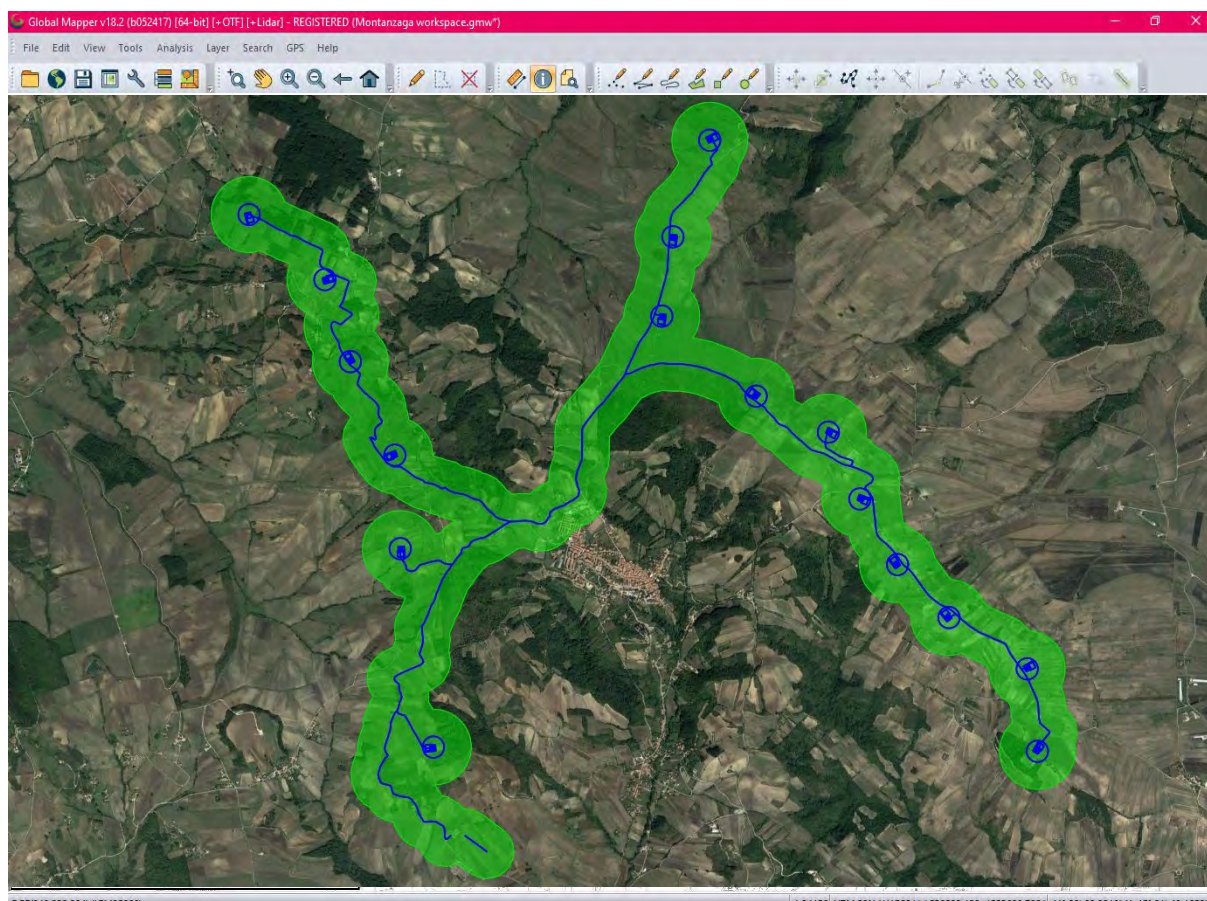 Global Mapper v18.2 (b052417) [64-bit] [+OTF] [+Lidar] - REGISTERED (Montanzaga workspace.gmw*)
File Edit View Tools Analysis Layer Search GPS Help